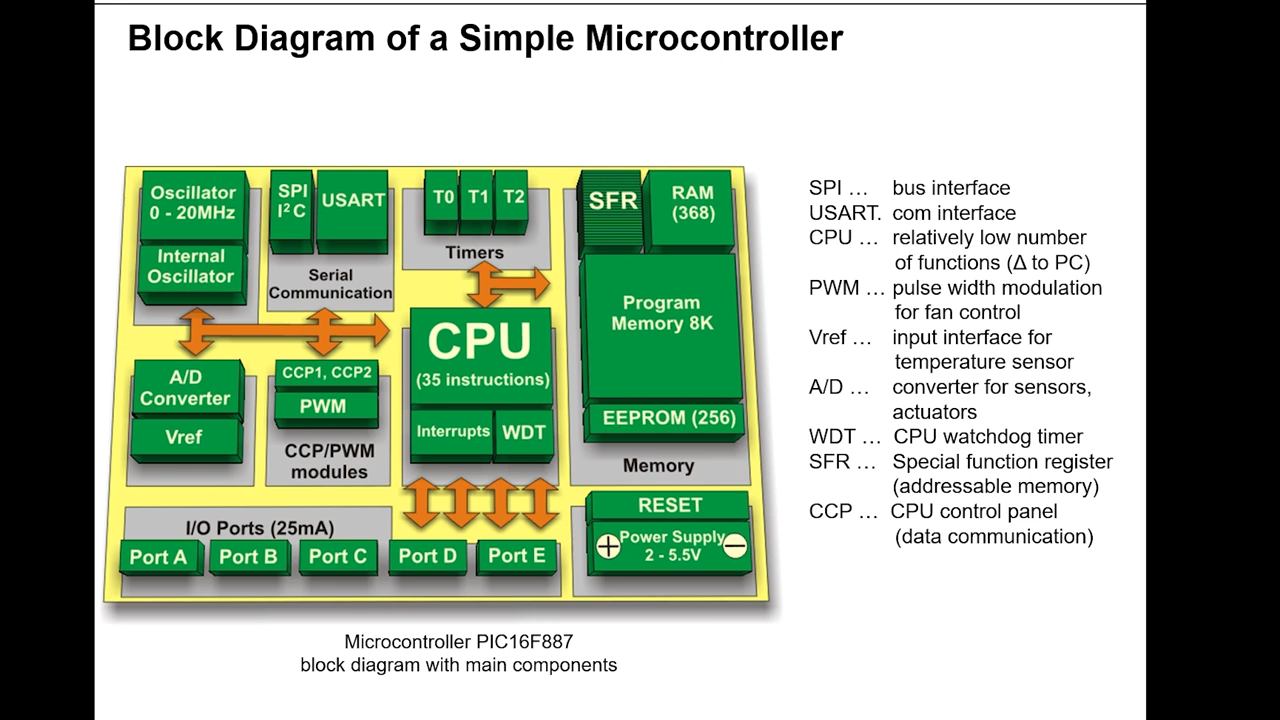 Block Diagram of a Simple Microcontroller
Oscillator
0 - 20MHz
Internal
Oscillator
SPI
I²C
USART
Serial
Communication
T0 T1 T2
Timers
SFR
RAM
(368)
Program
Memory 8K
EEPROM (256)
Memory
A/D
Converter
Vref
CCP1, CCP2
PWM
CCP/PWM
modules
CPU
(35 instructions)
Interrupts
WDT
I/O Ports (25mA)
Port A Port B Port C Port D Port E
RESET
+ Power Supply −
2 - 5.5V
Microcontroller PIC16F887
block diagram with main components
SPI … bus interface
USART. com interface
CPU … relatively low number
of functions (Δ to PC)
PWM … pulse width modulation
for fan control
Vref … input interface for
temperature sensor
A/D … converter for sensors,
actuators
WDT … CPU watchdog timer
SFR … Special function register
(addressable memory)
CCP … CPU control panel
(data communication)